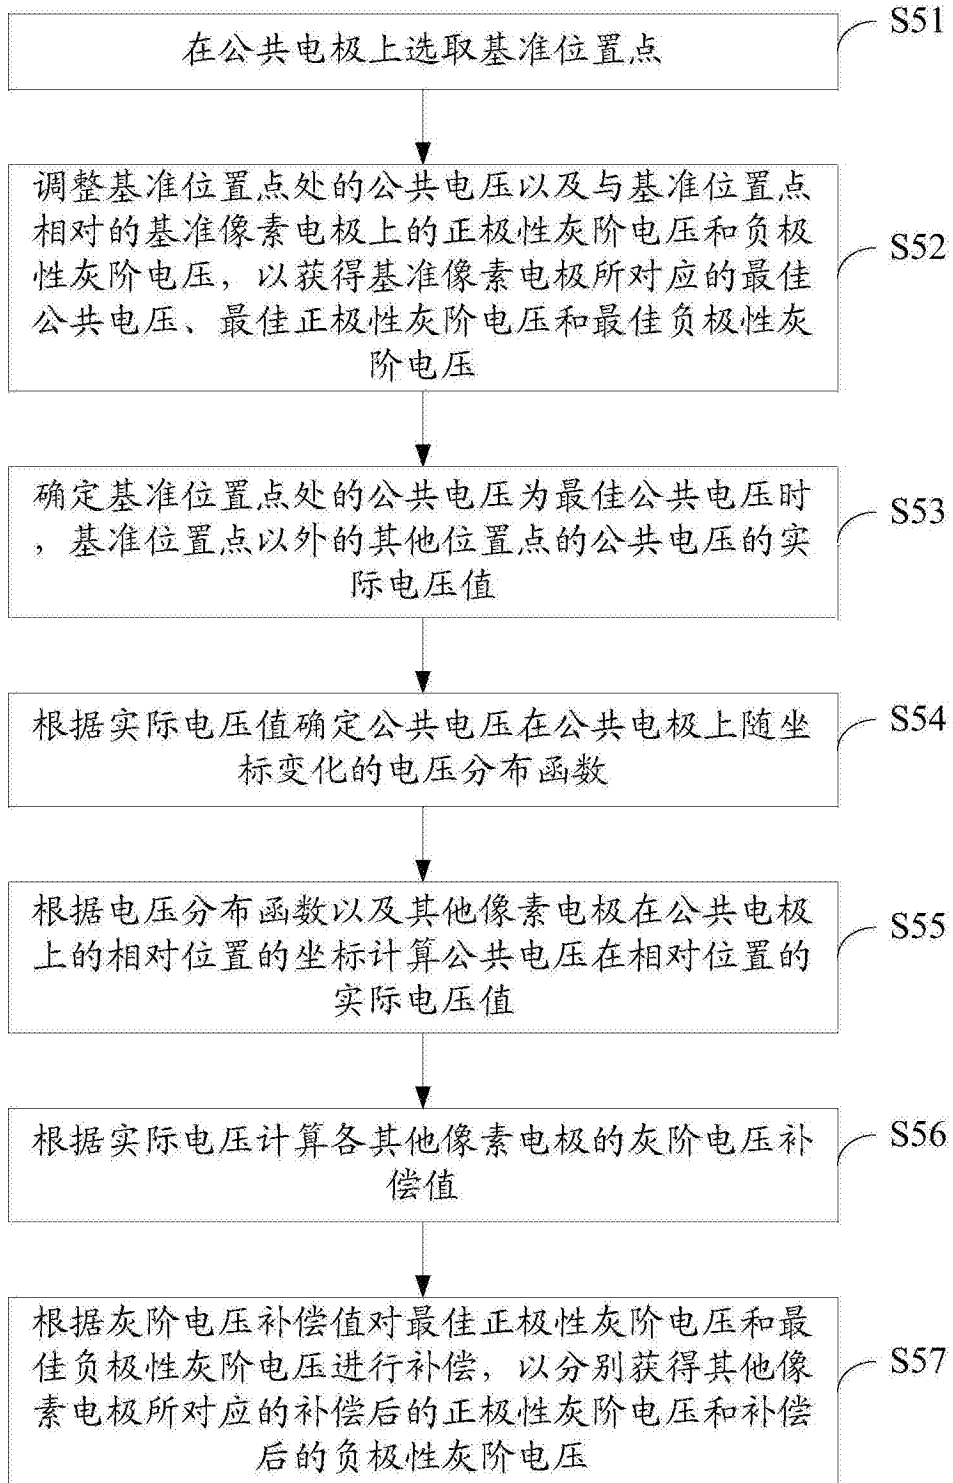 在公共电极上选取基准位置点
S51
调整基准位置点处的公共电压以及与基准位置点
相对的基准像素电极上的正极性灰阶电压和负极
性灰阶电压，以获得基准像素电极所对应的最佳
公共电压、最佳正极性灰阶电压和最佳负极性灰
阶电压
S52
确定基准位置点处的公共电压为最佳公共电压时
，基准位置点以外的其他位置点的公共电压的实
际电压值
S53
根据实际电压值确定公共电压在公共电极上随坐
标变化的电压分布函数
S54
根据电压分布函数以及其他像素电极在公共电极
上的相对位置的坐标计算公共电压在相对位置的
实际电压值
S55
根据实际电压计算各其他像素电极的灰阶电压补
偿值
S56
根据灰阶电压补偿值对最佳正极性灰阶电压和最
佳负极性灰阶电压进行补偿，以分别获得其他像
素电极所对应的补偿后的正极性灰阶电压和补偿
后的负极性灰阶电压
S57